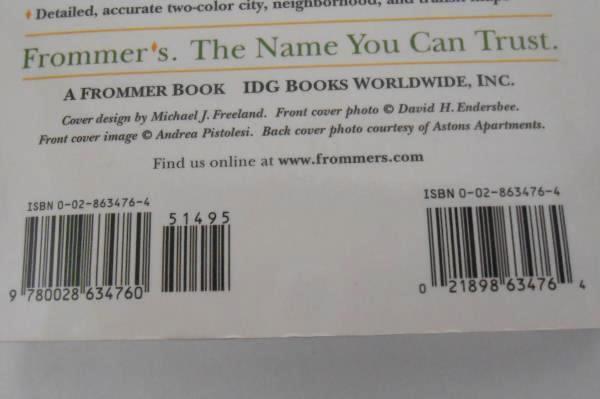 Detailed, accurate two-color city, neighborhood, and transit maps
Frommer's. The Name You Can Trust.
A FROMMER BOOK IDG BOOKS WORLDWIDE, INC.
Cover design by Michael J. Freeland. Front cover photo © David H. Endersbee.
Front cover image © Andrea Pistolesi. Back cover photo courtesy of Astons Apartments.
Find us online at www.frommers.com
ISBN 0-02-863476-4
51495
9 780028 634760
ISBN 0-02-863476-4
0 21898 63476 4